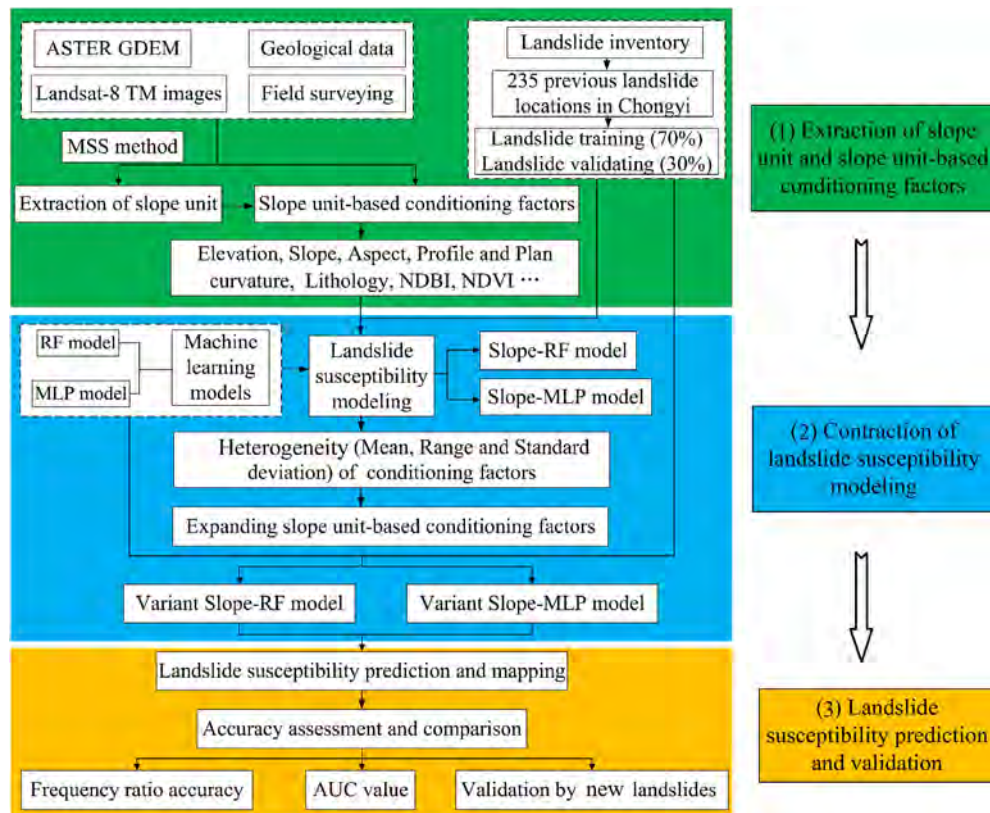 ASTER GDEM
Geological data
Landsat-8 TM images
Field surveying
MSS method
Landslide inventory
235 previous landslide
locations in Chongyi
Landslide training (70%)
Landslide validating (30%)
Extraction of slope unit
Slope unit-based conditioning factors
Elevation, Slope, Aspect, Profile and Plan
curvature, Lithology, NDBI, NDVI ···
(1) Extraction of slope
unit and slope unit-based
conditioning factors
RF model
MLP model
Machine
learning
models
Landslide
susceptibility
modeling
Slope-RF model
Slope-MLP model
Heterogeneity (Mean, Range and Standard
deviation) of conditioning factors
Expanding slope unit-based conditioning factors
Variant Slope-RF model
Variant Slope-MLP model
(2) Contraction of
landslide susceptibility
modeling
Landslide susceptibility prediction and mapping
Accuracy assessment and comparison
Frequency ratio accuracy
AUC value
Validation by new landslides
(3) Landslide
susceptibility prediction
and validation